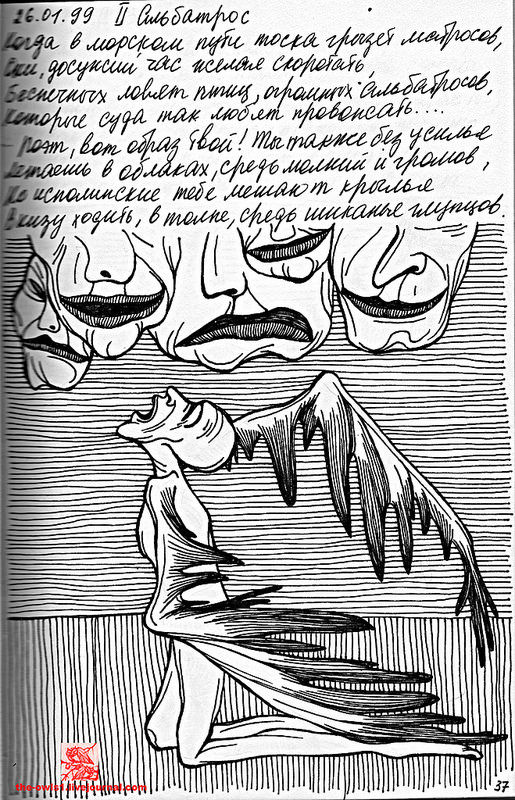 26.01.99 II Альбатрос
Когда в морском пути тоска грызёт матросов,
Они, досужий час желая скоротать,
Беспечных ловят птиц, огромных Альбатросов,
Которые суда так любят провожать....
- Поэт, вот образ твой! Ты также без усилья
Летаешь в облаках, средь молний и громов,
Но исполинские тебе мешают крылья
Внизу ходить, в толпе, средь шиканья глупцов.
the-owls1.livejournal.com
37